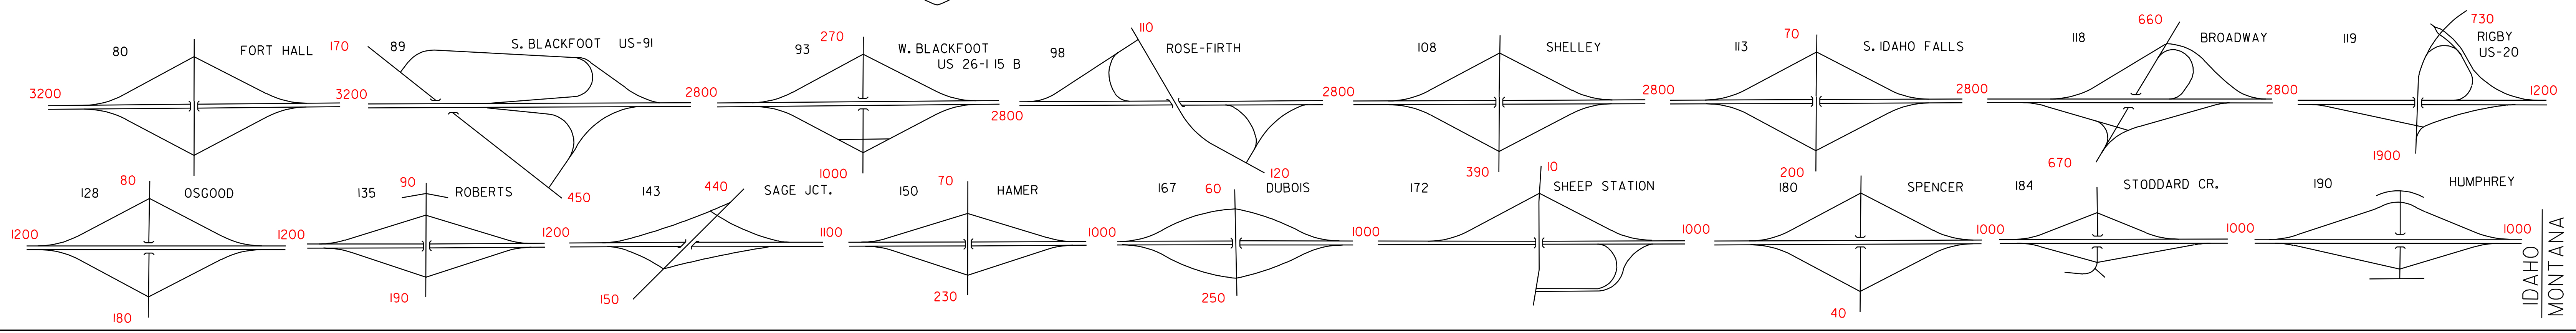 80
FORT HALL
3200
170
89
S. BLACKFOOT US-91
3200
450
2800
93
270
W. BLACKFOOT
US 26-I 15 B
1000
2800
98
110
ROSE-FIRTH
120
2800
108
SHELLEY
390
2800
113
70
S. IDAHO FALLS
200
2800
118
660
BROADWAY
670
2800
119
730
RIGBY
US-20
1900
1200
1200
128
80
OSGOOD
180
1200
135
90
ROBERTS
190
1200
143
440
SAGE JCT.
150
1100
150
70
HAMER
230
1000
167
60
DUBOIS
250
1000
172
10
SHEEP STATION
1000
180
SPENCER
40
1000
184
STODDARD CR.
1000
190
HUMPHREY
1000
IDAHO
MONTANA